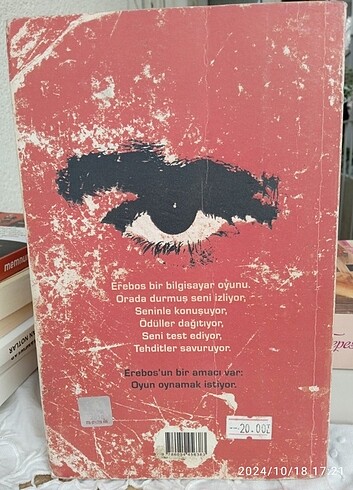 Erebos bir bilgisayar oyunu.
Orada durmuş seni izliyor,
Seninle konuşuyor,
Ödüller dağıtıyor,
Seni test ediyor,
Tehditler savuruyor.
Erebos'un bir amacı var:
Oyun oynamak istiyor.
20.00
NOTLAR
2024/10/18 17:21